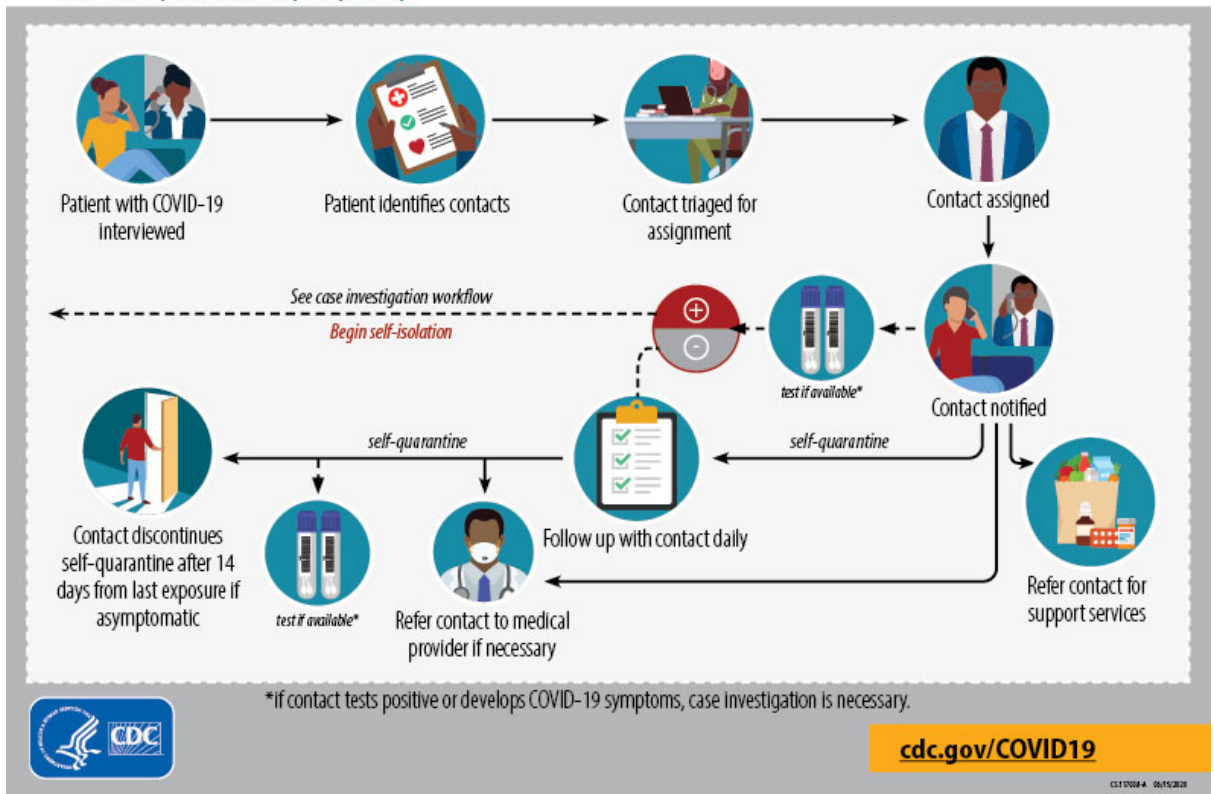 Patient with COVID-19
interviewed
Patient identifies contacts
Contact triaged for
assignment
Contact assigned
See case investigation workflow
Begin self-isolation
+
-
test if available*
Contact notified
self-quarantine
self-quarantine
Contact discontinues
self-quarantine after 14
days from last exposure if
asymptomatic
test if available*
Refer contact to medical
provider if necessary
Follow up with contact daily
Refer contact for
support services
*if contact tests positive or develops COVID-19 symptoms, case investigation is necessary.
CDC
cdc.gov/COVID19
06/15/2020